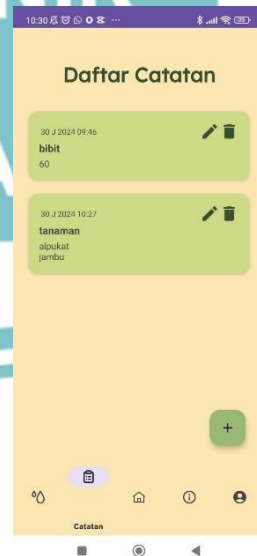 10:30
Daftar Catatan
30 J 2024 09:46
bibit
60
30 J 2024 10:27
tanaman
alpukat
jambu
+
Catatan